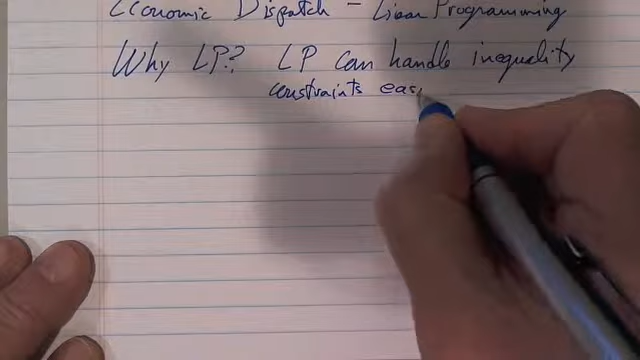 Economic Dispatch - Linear Programming
Why LP? LP can handle inequality
constraints eas